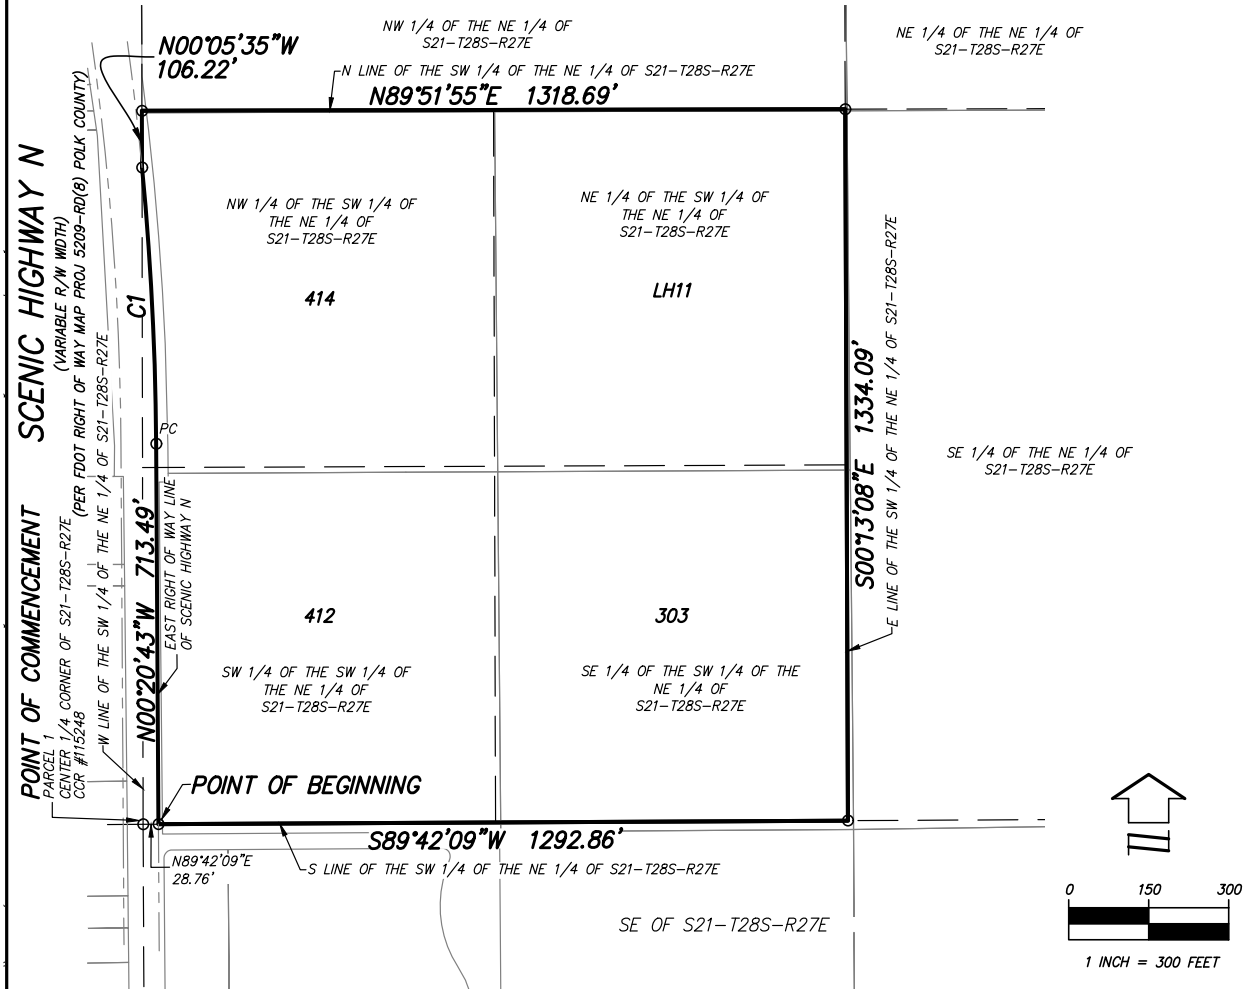 NW 1/4 OF THE NE 1/4 OF
S21-T28S-R27E
NE 1/4 OF THE NE 1/4 OF
S21-T28S-R27E
N00°05'35"W
106.22'
N LINE OF THE SW 1/4 OF THE NE 1/4 OF S21-T28S-R27E
N89°51'55"E 1318.69'
SCENIC HIGHWAY N
(VARIABLE R/W WIDTH)
(PER FDOT RIGHT OF WAY MAP PROJ 5209-RD(8) POLK COUNTY)
W LINE OF THE SW 1/4 OF THE NE 1/4 OF S21-T28S-R27E
NW 1/4 OF THE SW 1/4 OF
THE NE 1/4 OF
S21-T28S-R27E
414
NE 1/4 OF THE SW 1/4 OF
THE NE 1/4 OF
S21-T28S-R27E
LH11
C1
PC
S00°13'08"E 1334.09'
E LINE OF THE SW 1/4 OF THE NE 1/4 OF S21-T28S-R27E
SE 1/4 OF THE NE 1/4 OF
S21-T28S-R27E
POINT OF COMMENCEMENT
PARCEL 1
CENTER 1/4 CORNER OF S21-T28S-R27E
CCR #115248
N00°20'43"W 713.49'
EAST RIGHT OF WAY LINE
OF SCENIC HIGHWAY N
412
SW 1/4 OF THE SW 1/4 OF
THE NE 1/4 OF
S21-T28S-R27E
303
SE 1/4 OF THE SW 1/4 OF THE
NE 1/4 OF
S21-T28S-R27E
POINT OF BEGINNING
S89°42'09"W 1292.86'
N89°42'09"E
28.76'
S LINE OF THE SW 1/4 OF THE NE 1/4 OF S21-T28S-R27E
SE OF S21-T28S-R27E
0 150 300
1 INCH = 300 FEET